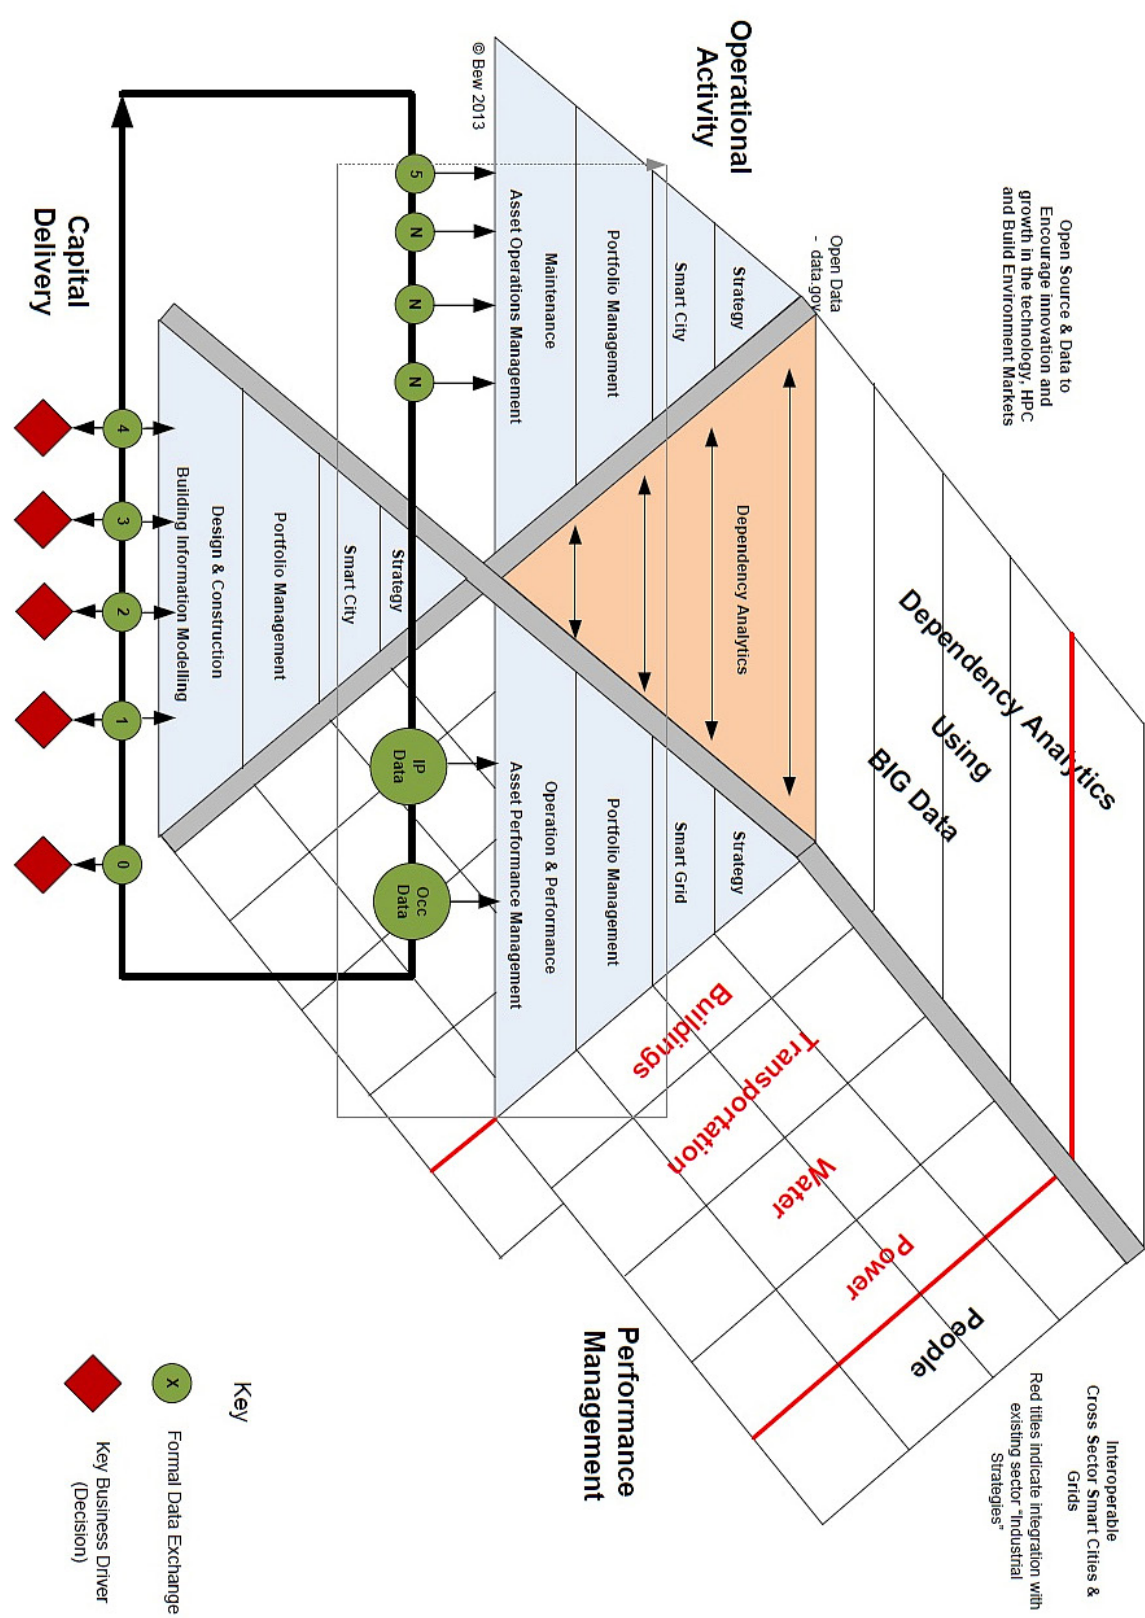 Open Source & Data to
Encourage innovation and
growth in the technology, HPC
and Build Environment Markets
Interoperable
Cross Sector Smart Cities &
Grids
Red titles indicate integration with
existing sector “Industrial
Strategies”
Dependency Analytics
Using
BIG Data
People
Power
Water
Transportation
Buildings
Open Data
- data.gov
Operational
Activity
Performance
Management
Dependency Analytics
Strategy
Smart City
Portfolio Management
Maintenance
Asset Operations Management
Strategy
Smart Grid
Portfolio Management
Operation & Performance
Asset Performance Management
© Bew 2013
5
N
N
N
IP
Data
Occ
Data
Strategy
Smart City
Portfolio Management
Design & Construction
Building Information Modelling
Capital
Delivery
4
3
2
1
0
Key
X
Formal Data Exchange
Key Business Driver
(Decision)